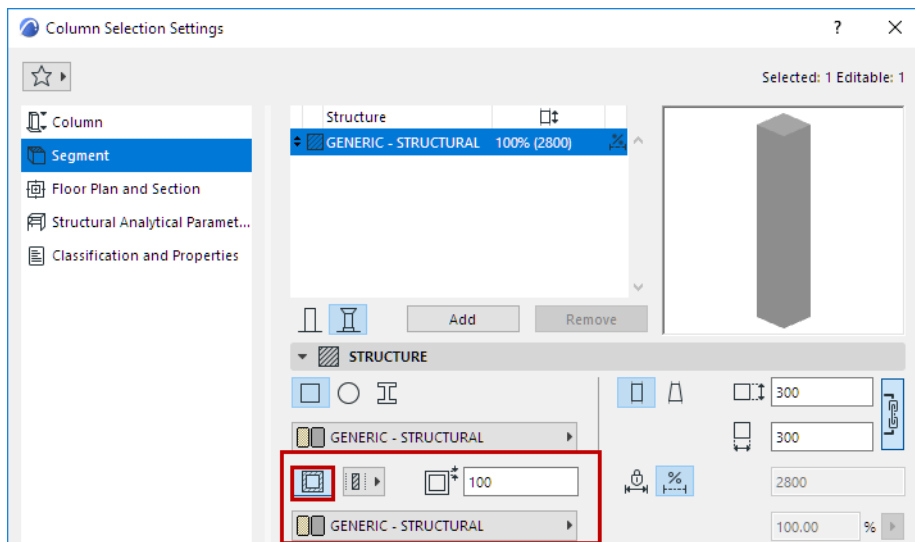 Column Selection Settings
?
Selected: 1 Editable: 1
Column
Segment
Floor Plan and Section
Structural Analytical Paramet...
Classification and Properties
Structure
GENERIC - STRUCTURAL 100% (2800)
Add Remove
STRUCTURE
300
GENERIC - STRUCTURAL 300
100 % 2800
GENERIC - STRUCTURAL 100.00 %